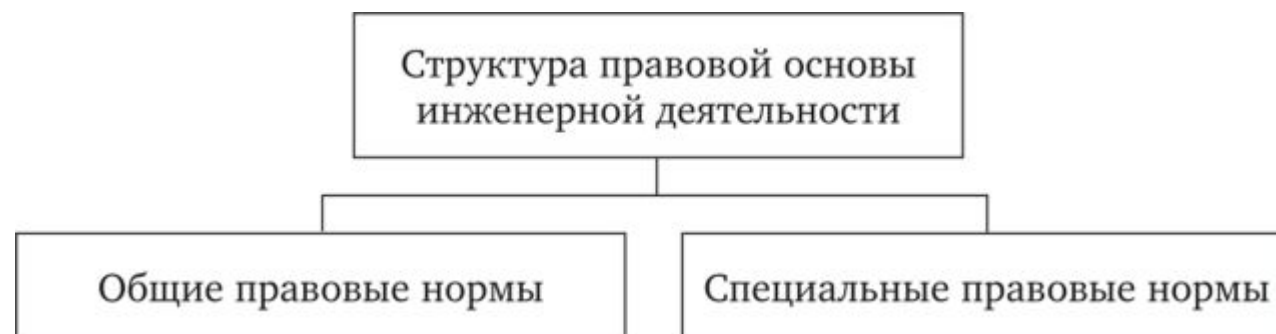 Структура правовой основы
инженерной деятельности
Общие правовые нормы
Специальные правовые нормы